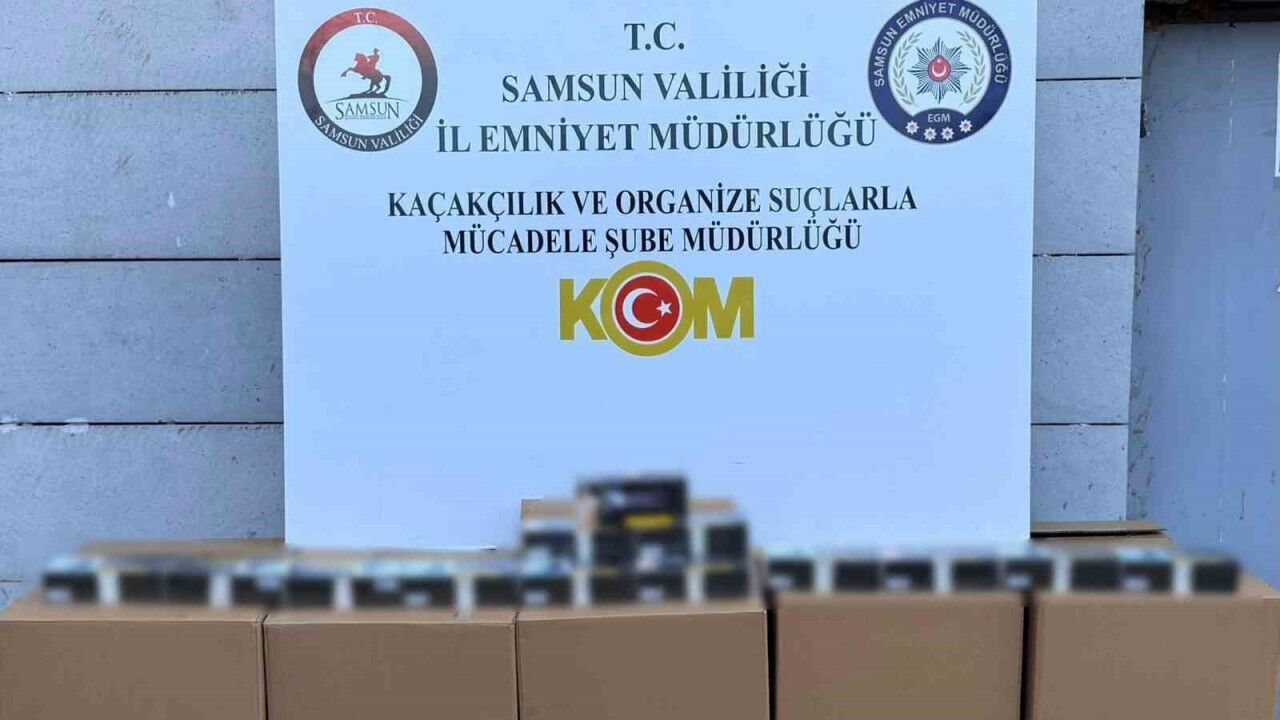 T.C.
SAMSUN
SAMSUN VALİLİĞİ
T.C.
SAMSUN VALİLİĞİ
İL EMNİYET MÜDÜRLÜĞÜ
SAMSUN EMNİYET MÜDÜRLÜĞÜ
EGM
KAÇAKÇILIK VE ORGANİZE SUÇLARLA
MÜCADELE ŞUBE MÜDÜRLÜĞÜ
KOM